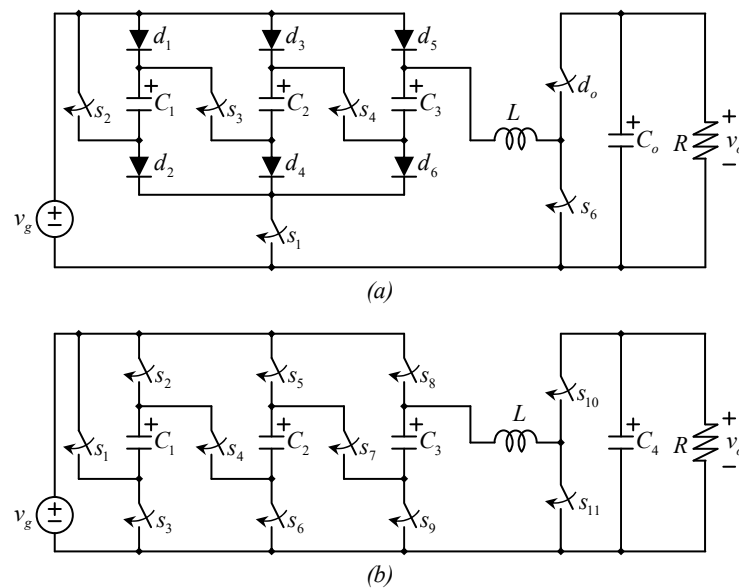 d1 d3 d5
s2 C1 s3 C2 s4 C3 L do
+ + + + +
d2 d4 d6 Co R vo
vg s1 s6 −
(a)
s2 s5 s8
s1 C1 s4 C2 s7 C3 L s10
+ + + + +
vg s3 s6 s9 s11 C4 R −
(b)